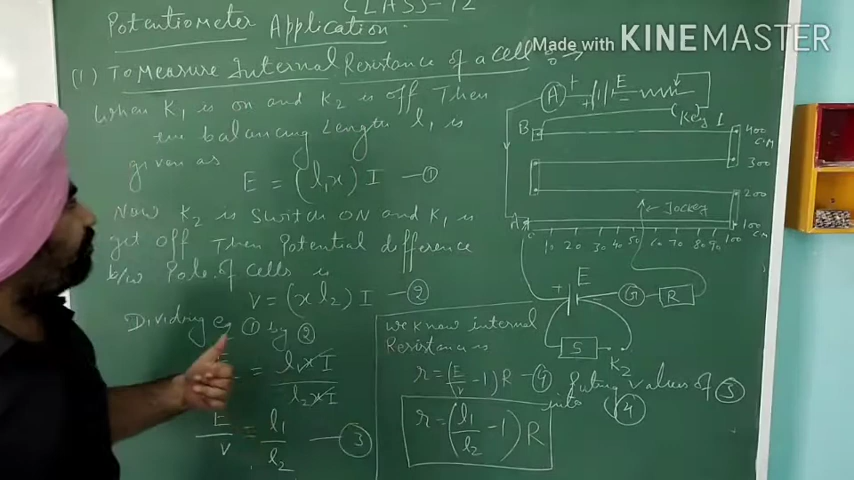 CLASS-12
Potentiometer Application
Made With KINEMASTER
(1) To Measure Internal Resistance of a cell :→
When K1 is on and K2 is off, Then
the balancing Length l1 is
given as
E = (l1x) I —①
Now K2 is Switch ON and K1 is
get off Then Potential difference
b/w Pole of cells is
V = (x l2) I —②
Dividing eq ① by ②
= l1xI
l2xI
E = l1 —③
V l2
we know internal
Resistance is
r = (E/V - 1) R —④
puting values of ③
into ④
r = (l1/l2 - 1) R
A + + E -
(Key 1
B
400
cm
300
200
A
100
cm
Jockey
10 20 30 40 50 60 70 80 90 100
E
+ -
G R
S
K2